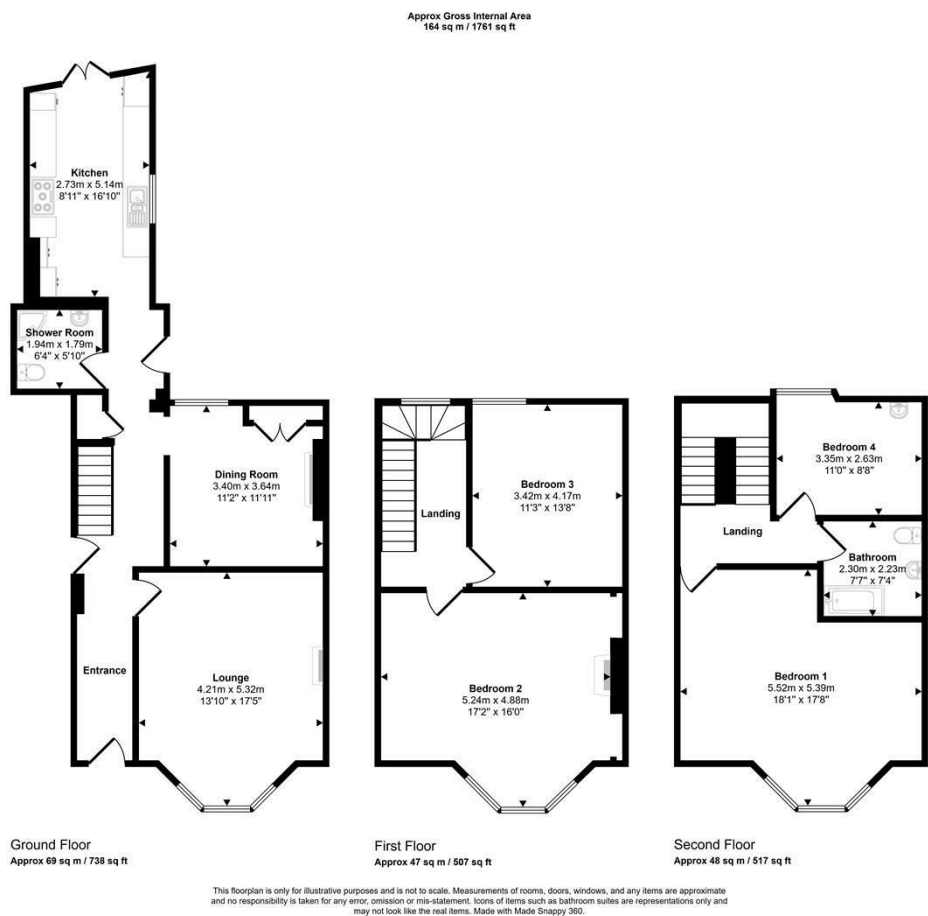 Approx Gross Internal Area
164 sq m / 1761 sq ft
Kitchen
2.73m x 5.14m
8'11" x 16'10"
Shower Room
1.94m x 1.79m
6'4" x 5'10"
Dining Room
3.40m x 3.64m
11'2" x 11'11"
Entrance
Lounge
4.21m x 5.32m
13'10" x 17'5"
Ground Floor
Approx 69 sq m / 738 sq ft
Landing
Bedroom 3
3.42m x 4.17m
11'3" x 13'8"
Bedroom 2
5.24m x 4.88m
17'2" x 16'0"
First Floor
Approx 47 sq m / 507 sq ft
Bedroom 4
3.35m x 2.63m
11'0" x 8'8"
Landing
Bathroom
2.30m x 2.23m
7'7" x 7'4"
Bedroom 1
5.52m x 5.39m
18'1" x 17'8"
Second Floor
Approx 48 sq m / 517 sq ft
This floorplan is only for illustrative purposes and is not to scale. Measurements of rooms, doors, windows, and any items are approximate
and no responsibility is taken for any error, omission or mis-statement. Icons of items such as bathroom suites are representations only and
may not look like the real items. Made with Made Snappy 360.